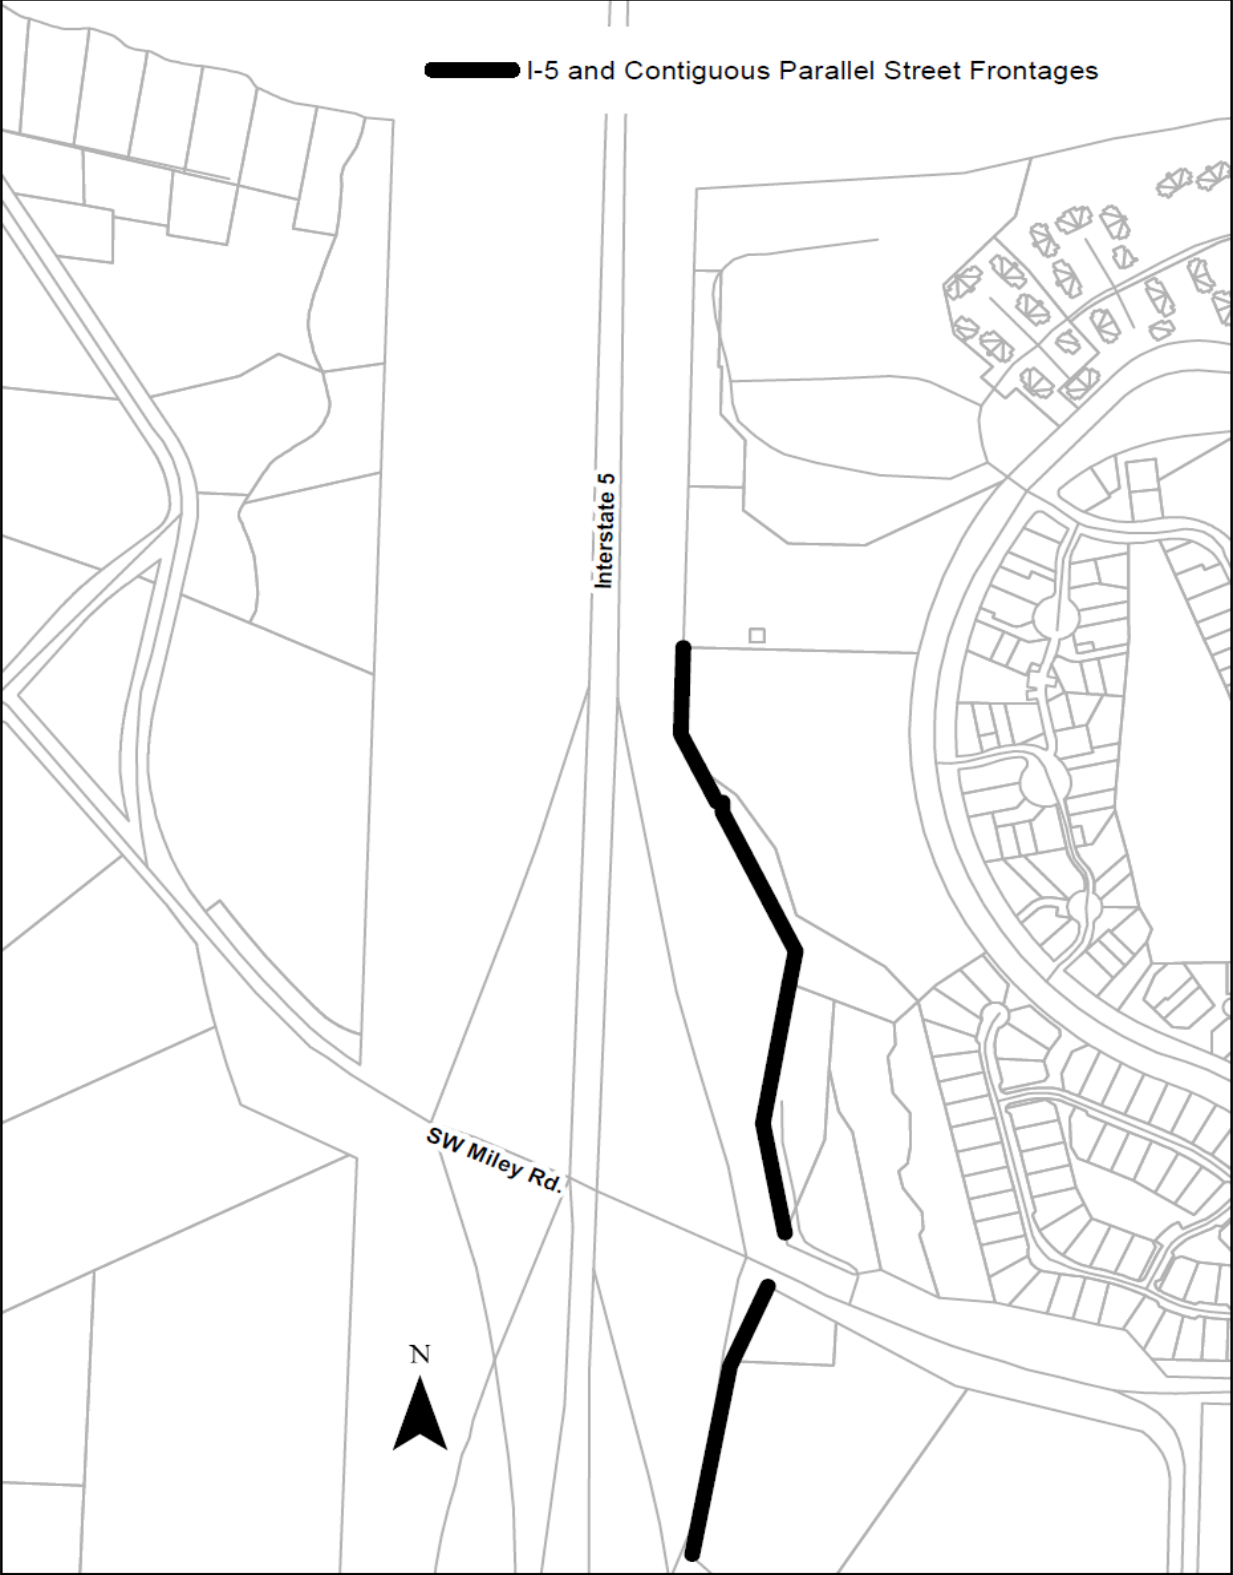 I-5 and Contiguous Parallel Street Frontages
Interstate 5
SW Miley Rd.
N